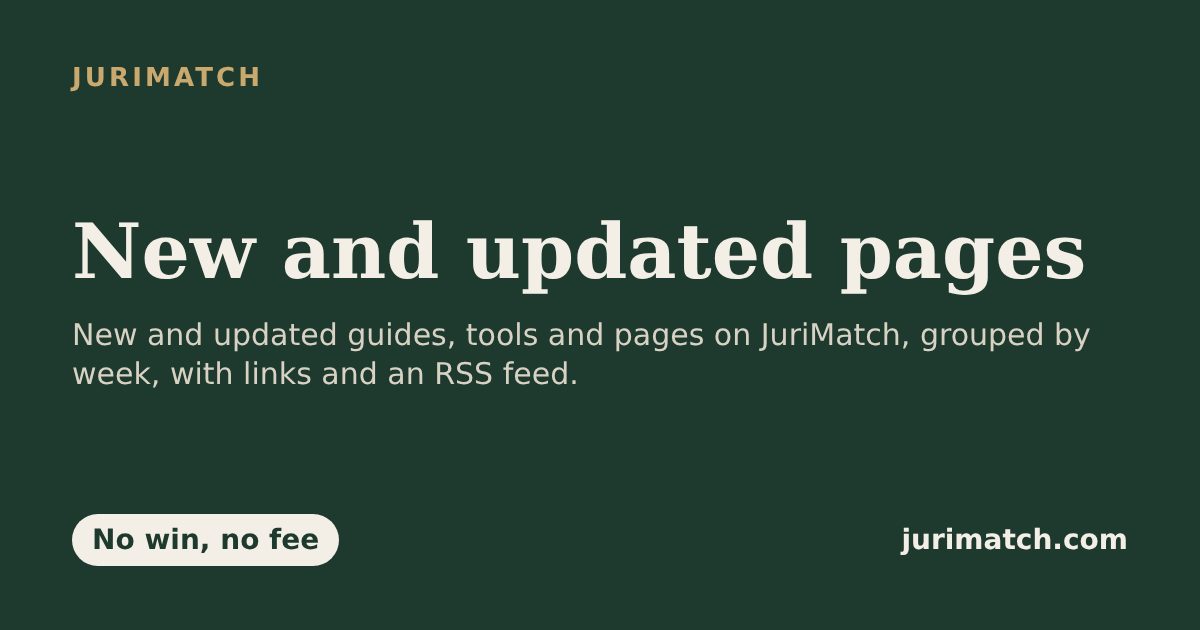 JURIMATCH
New and updated pages
New and updated guides, tools and pages on JuriMatch, grouped by
week, with links and an RSS feed.
No win, no fee
jurimatch.com